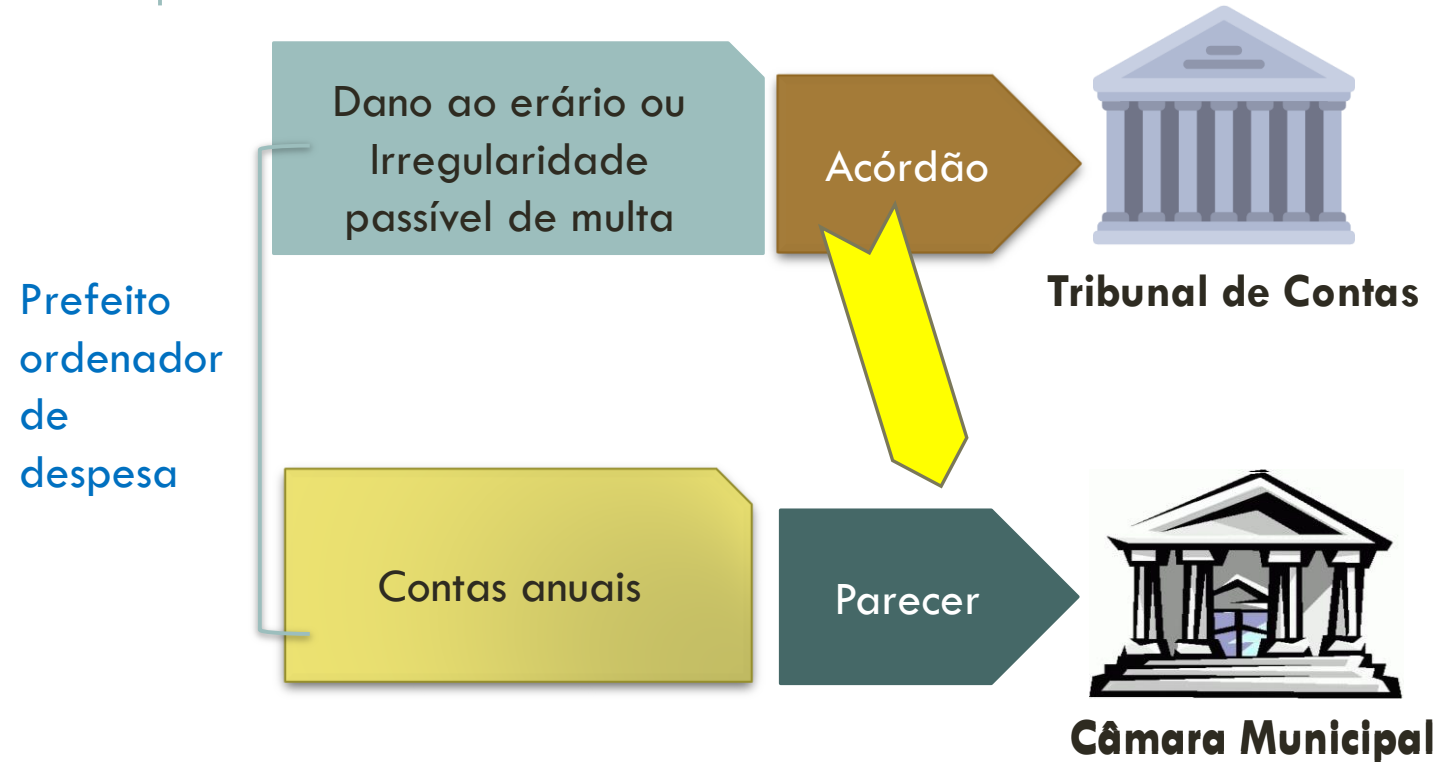 Dano ao erário ou
Irregularidade
passível de multa
Acórdão
Tribunal de Contas
Prefeito
ordenador
de
despesa
Contas anuais
Parecer
Câmara Municipal